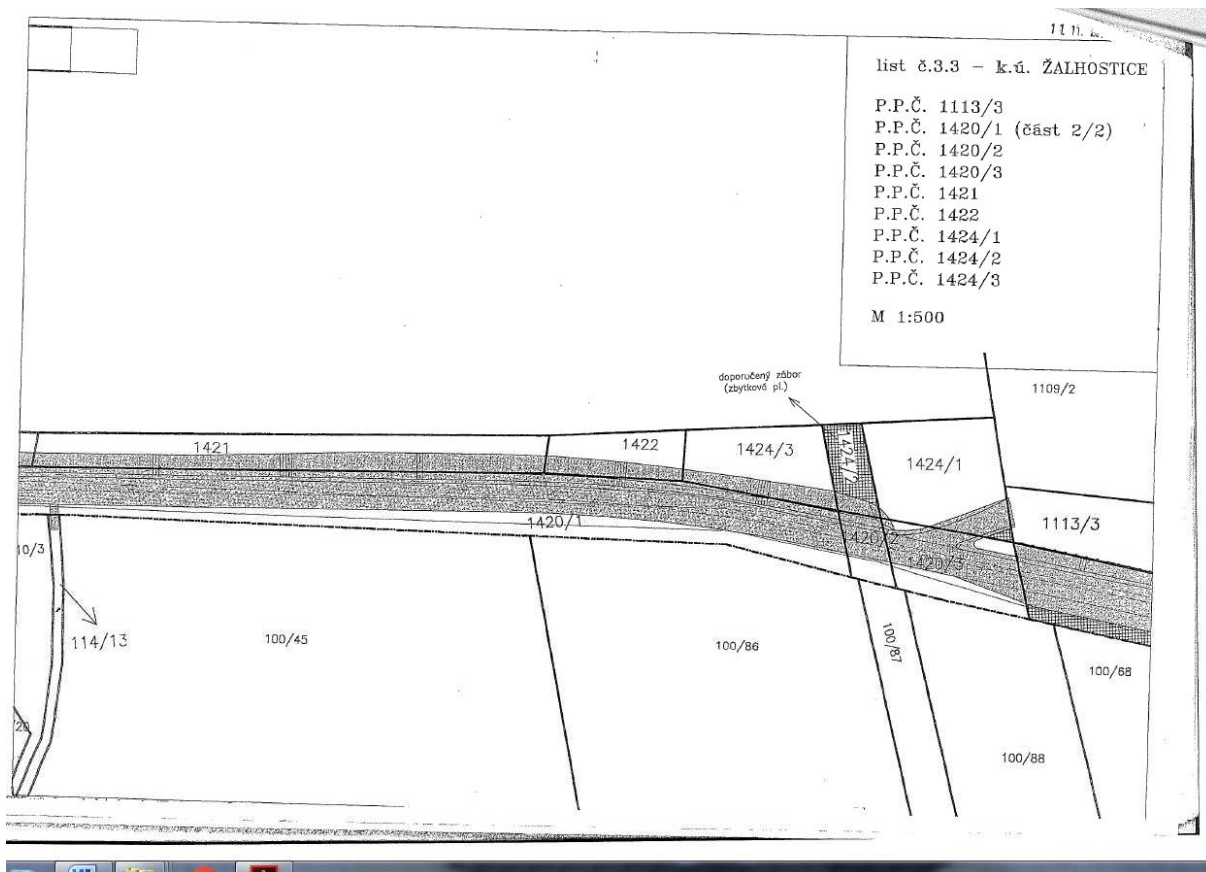 list č.3.3 – k.ú. ŽALHOSTICE
P.P.Č. 1113/3
P.P.Č. 1420/1 (část 2/2)
P.P.Č. 1420/2
P.P.Č. 1420/3
P.P.Č. 1421
P.P.Č. 1422
P.P.Č. 1424/1
P.P.Č. 1424/2
P.P.Č. 1424/3
M 1:500
doporučený zábor
(zbytková pl.)
1109/2
1421
1422
1424/3
1424/2
1424/1
1113/3
1420/1
1420/2
1420/3
10/3
114/13
100/45
100/86
100/87
100/68
100/88
20